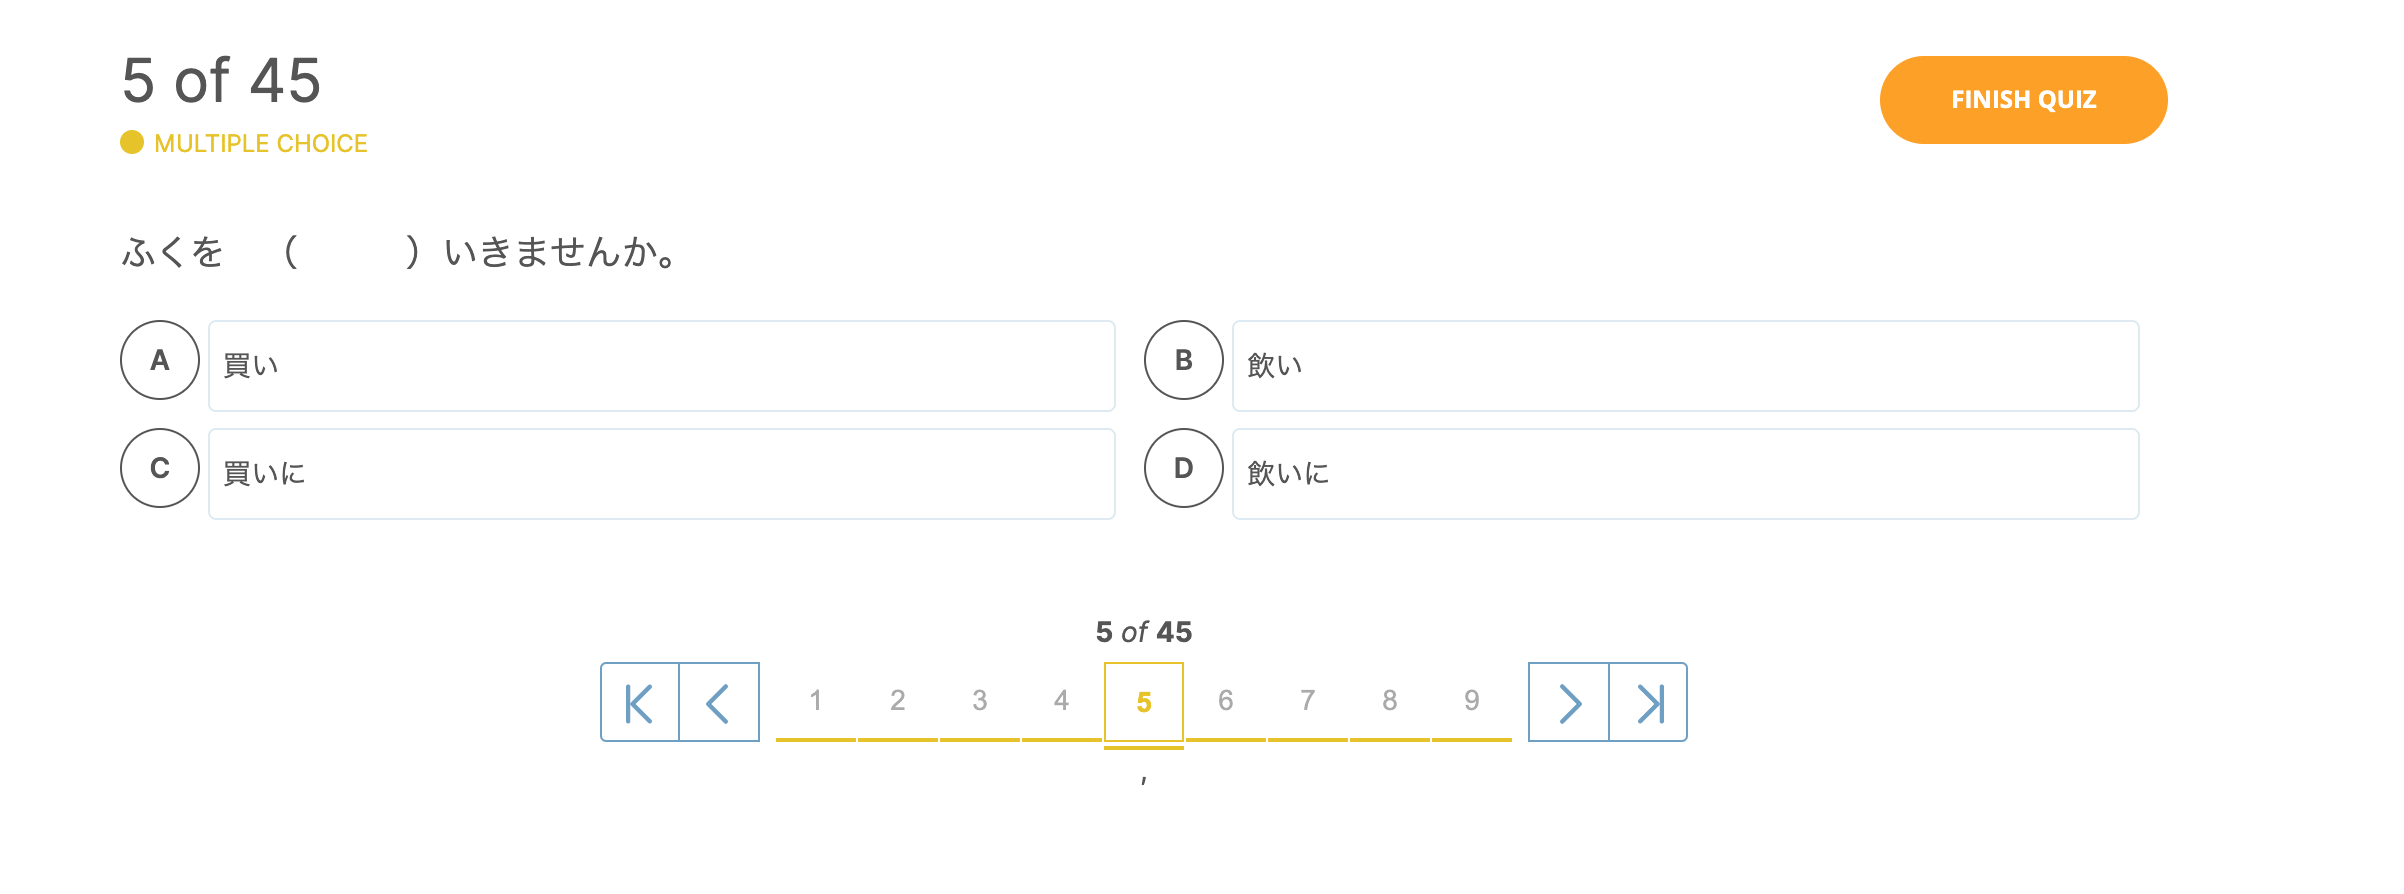 5 of 45
MULTIPLE CHOICE
FINISH QUIZ
ふくを　（　　　）いきませんか。
A 買い
B 飲い
C 買いに
D 飲いに
5 of 45
1 2 3 4 5 6 7 8 9
,